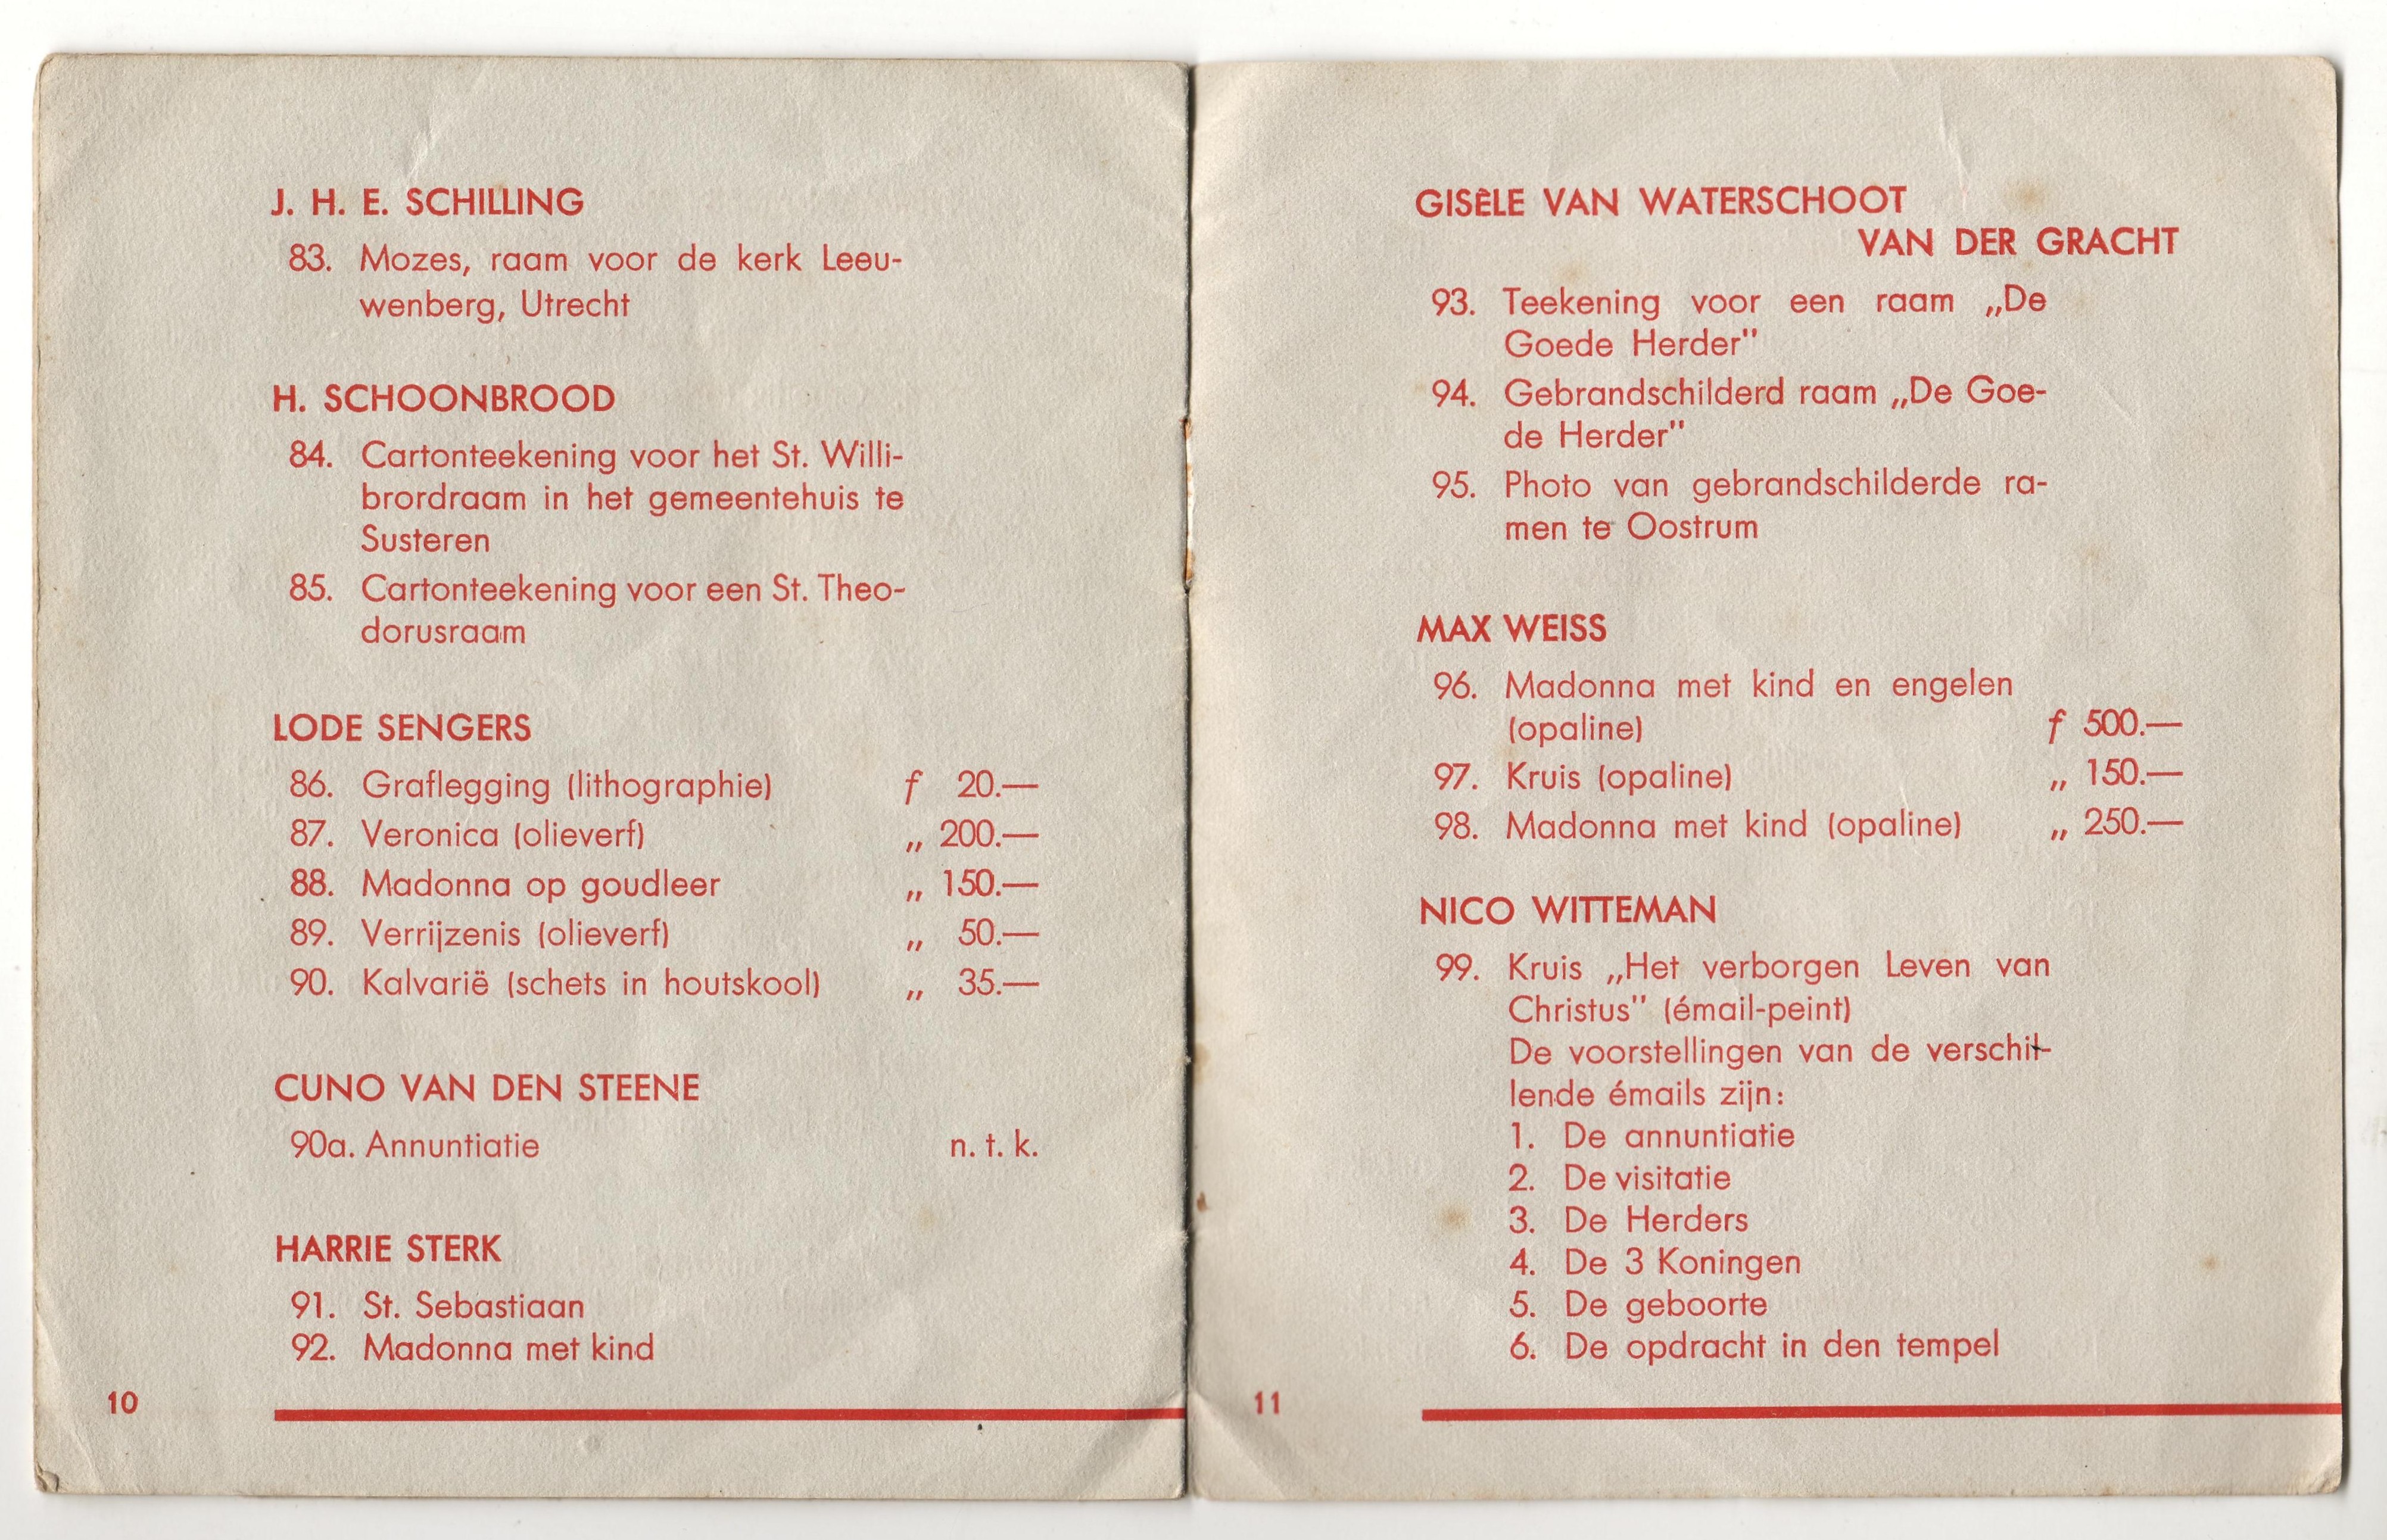 J. H. E. SCHILLING
83. Mozes, raam voor de kerk Leeu-
wenberg, Utrecht
H. SCHOONBROOD
84. Cartonteekening voor het St. Willi-
brordraam in het gemeentehuis te
Susteren
85. Cartonteekening voor een St. Theo-
dorusraam
LODE SENGERS
86. Graflegging (lithographie) f 20.—
87. Veronica (olieverf) „ 200.—
88. Madonna op goudleer „ 150.—
89. Verrijzenis (olieverf) „ 50.—
90. Kalvarië (schets in houtskool) „ 35.—
CUNO VAN DEN STEENE
90a. Annuntiatie n. t. k.
HARRIE STERK
91. St. Sebastiaan
92. Madonna met kind
10
GISÈLE VAN WATERSCHOOT
VAN DER GRACHT
93. Teekening voor een raam „De
Goede Herder"
94. Gebrandschilderd raam „De Goe-
de Herder"
95. Photo van gebrandschilderde ra-
men te Oostrum
MAX WEISS
96. Madonna met kind en engelen
(opaline) f 500.—
97. Kruis (opaline) „ 150.—
98. Madonna met kind (opaline) „ 250.—
NICO WITTEMAN
99. Kruis „Het verborgen Leven van
Christus" (émail-peint)
De voorstellingen van de verschil-
lende émails zijn:
1. De annuntiatie
2. De visitatie
3. De Herders
4. De 3 Koningen
5. De geboorte
6. De opdracht in den tempel
11